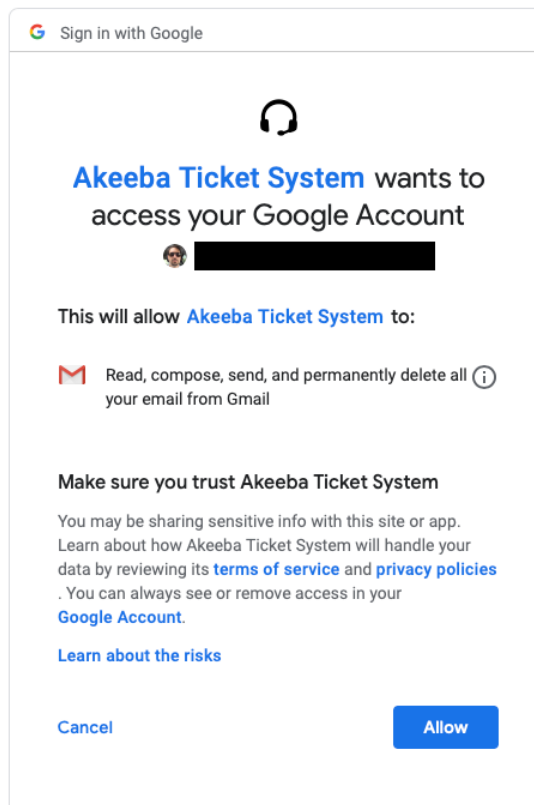 Sign in with Google
Akeeba Ticket System wants to
access your Google Account
This will allow Akeeba Ticket System to:
Read, compose, send, and permanently delete all
your email from Gmail
Make sure you trust Akeeba Ticket System
You may be sharing sensitive info with this site or app.
Learn about how Akeeba Ticket System will handle your
data by reviewing its terms of service and privacy policies
. You can always see or remove access in your
Google Account.
Learn about the risks
Cancel Allow